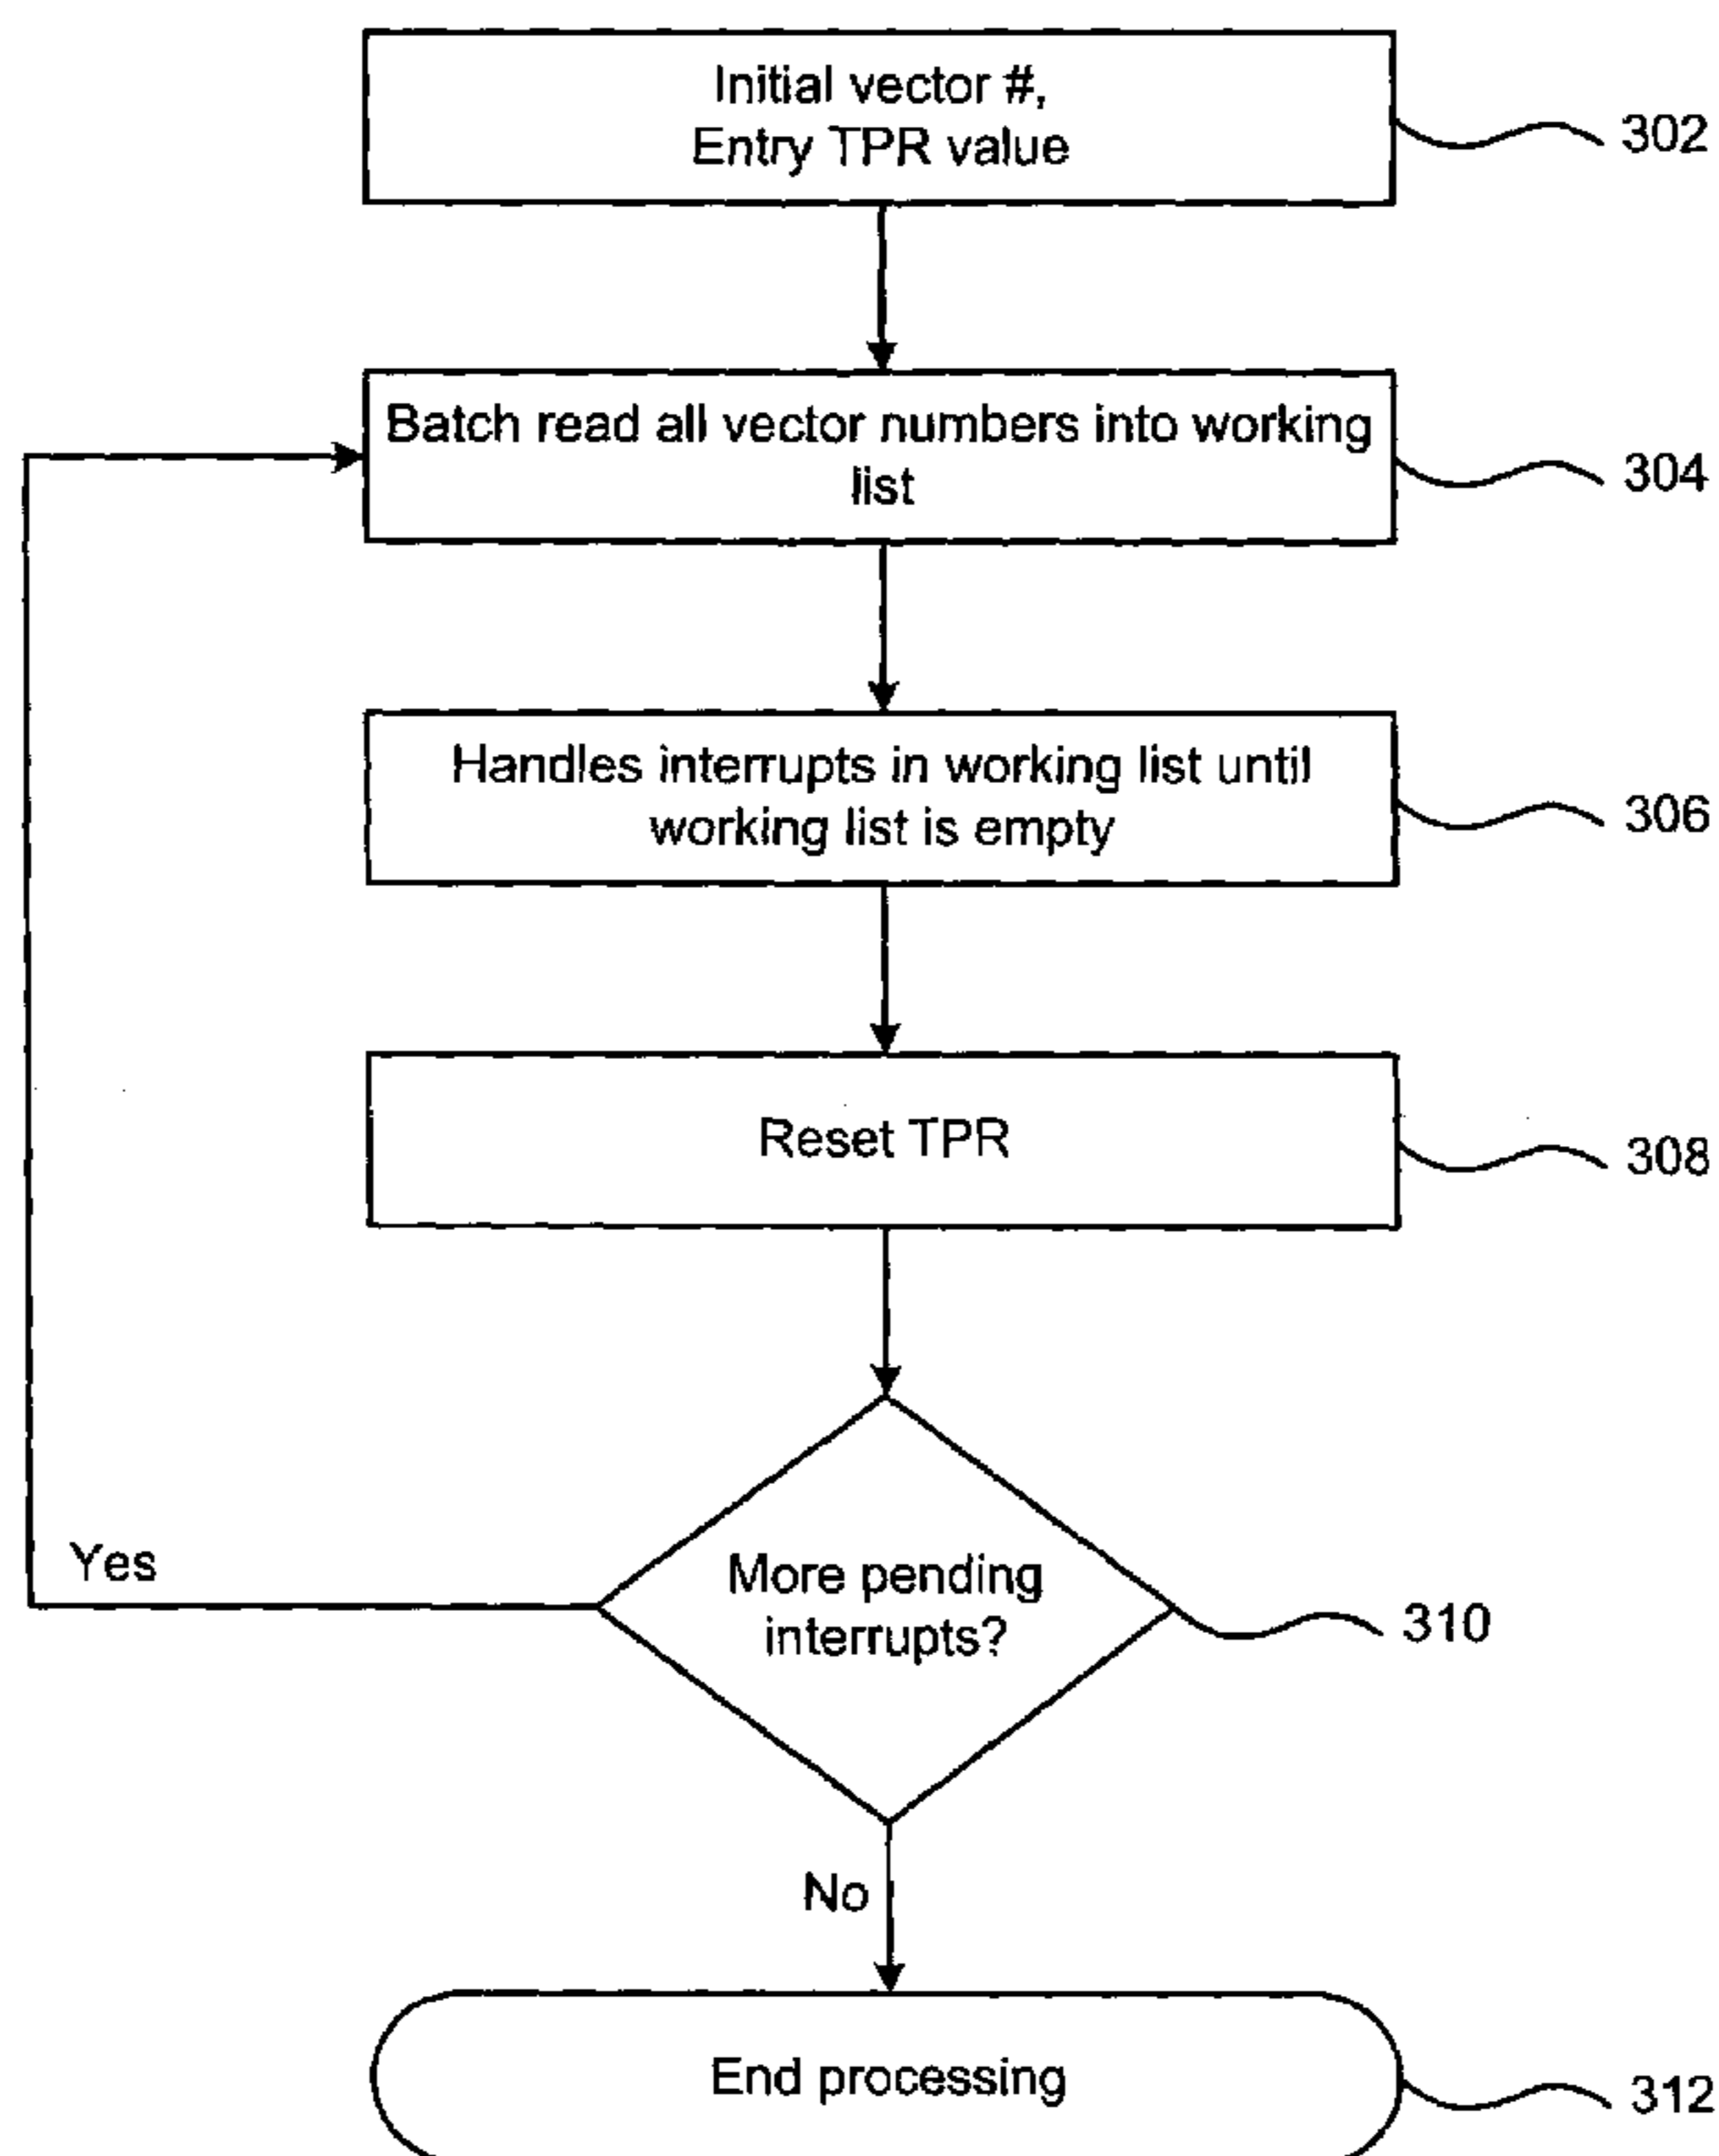 Initial vector #,
Entry TPR value
302
Batch read all vector numbers into working
list
304
Handles interrupts in working list until
working list is empty
306
Reset TPR
308
More pending
interrupts?
310
Yes
No
End processing
312